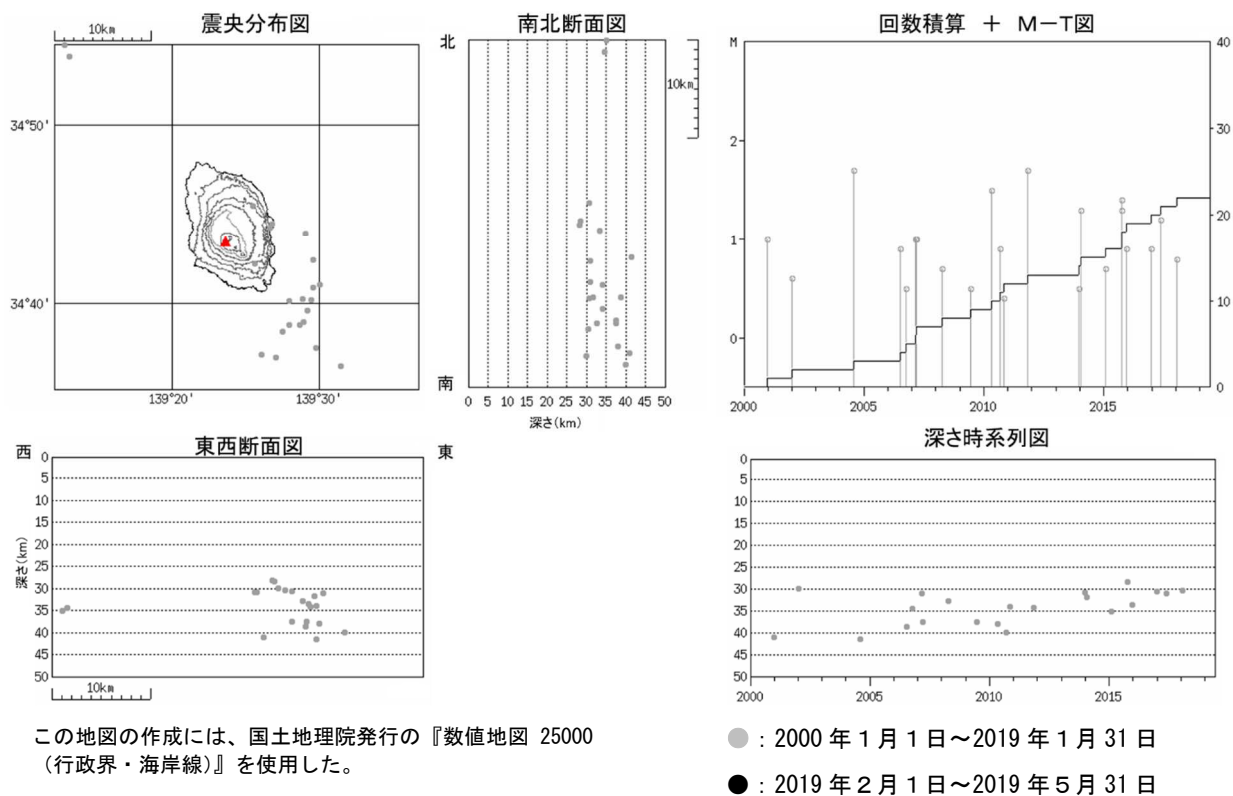 震央分布図
10km
34°50'
34°40'
139°20' 139°30'
南北断面図
北
南
10km
0 5 10 15 20 25 30 35 40 45 50
深さ(km)
回数積算 + M－T図
M
2
1
0
40
30
20
10
0
2000 2005 2010 2015
東西断面図
西
東
0
5
10
15
20
25
30
35
40
45
50
深さ(km)
10km
深さ時系列図
0
5
10
15
20
25
30
35
40
45
50
2000 2005 2010 2015
この地図の作成には、国土地理院発行の『数値地図 25000
（行政界・海岸線）』を使用した。
●：2000 年１月１日～2019 年１月 31 日
●：2019 年２月１日～2019 年５月 31 日